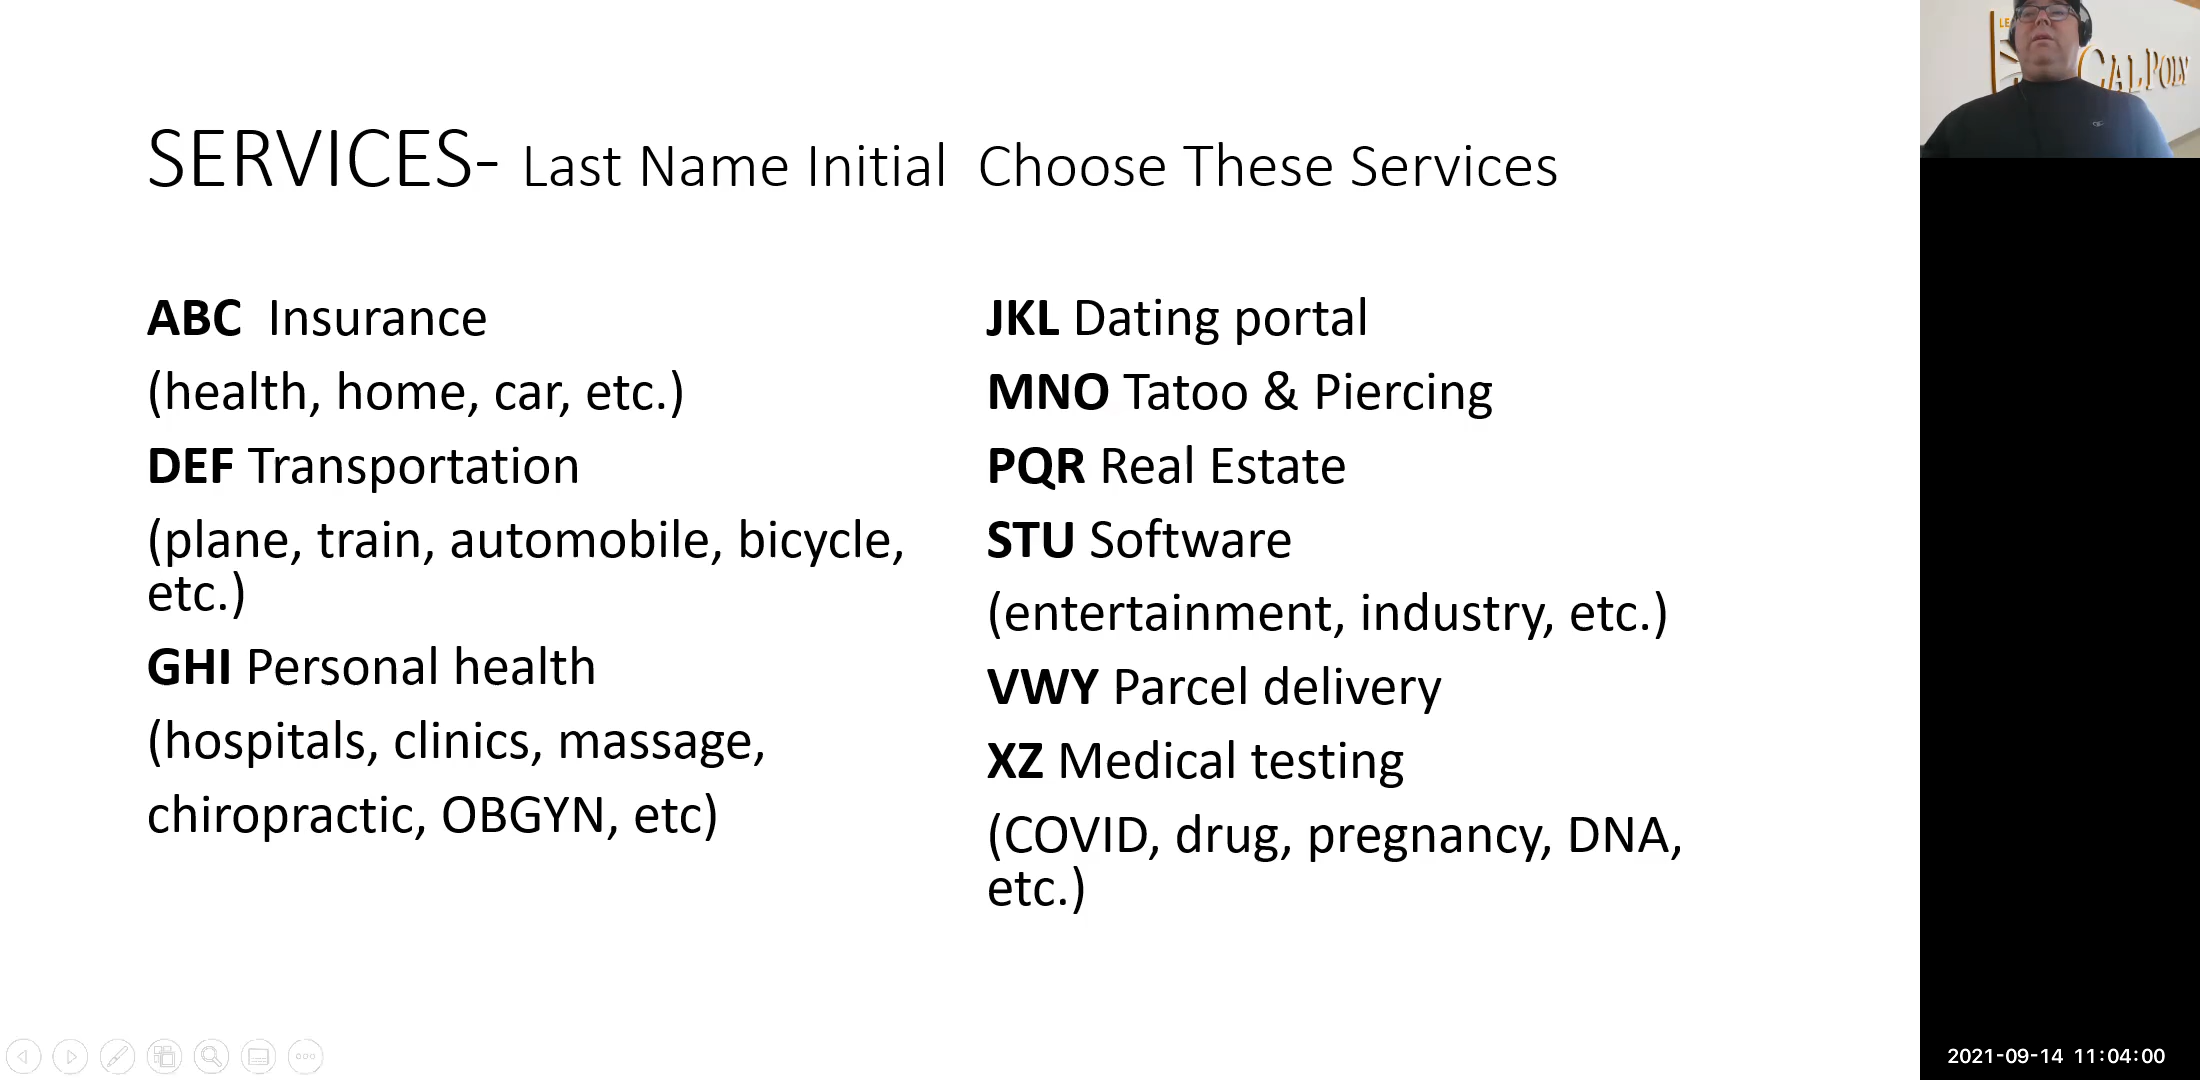 SERVICES- Last Name Initial  Choose These Services
ABC  Insurance
(health, home, car, etc.)
DEF Transportation
(plane, train, automobile, bicycle,
etc.)
GHI Personal health
(hospitals, clinics, massage,
chiropractic, OBGYN, etc)
JKL Dating portal
MNO Tatoo & Piercing
PQR Real Estate
STU Software
(entertainment, industry, etc.)
VWY Parcel delivery
XZ Medical testing
(COVID, drug, pregnancy, DNA,
etc.)
CAL POLY
2021-09-14 11:04:00